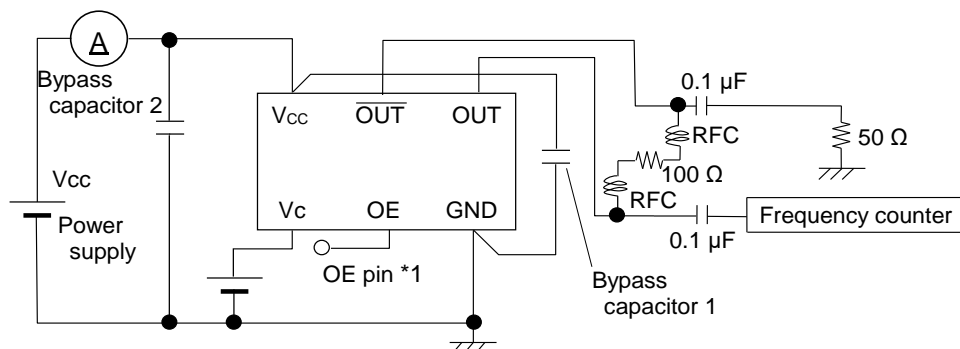 A
Bypass
capacitor 2
Vcc
Power
supply
VCC
OUT
OUT
Vc
OE
GND
OE pin *1
Bypass
capacitor 1
0.1 µF
RFC
100 Ω
RFC
50 Ω
0.1 µF
Frequency counter